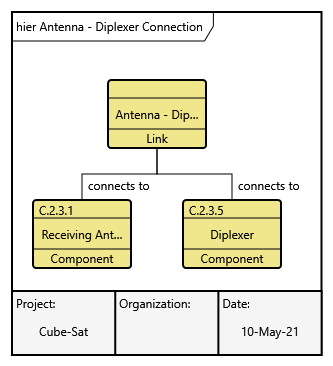 hier Antenna - Diplexer Connection
Antenna - Dip...
Link
connects to
connects to
C.2.3.1
Receiving Ant...
Component
C.2.3.5
Diplexer
Component
Project:
Cube-Sat
Organization:
Date:
10-May-21